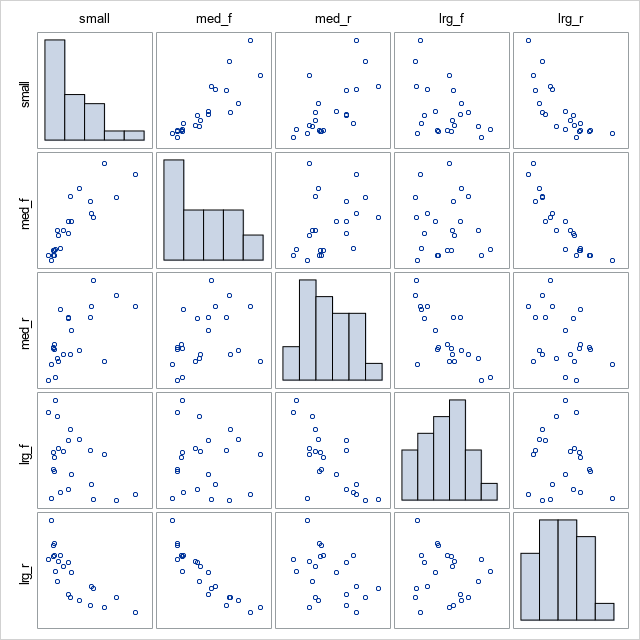 small med_f med_r lrg_f lrg_r
small
med_f
med_r
lrg_f
lrg_r